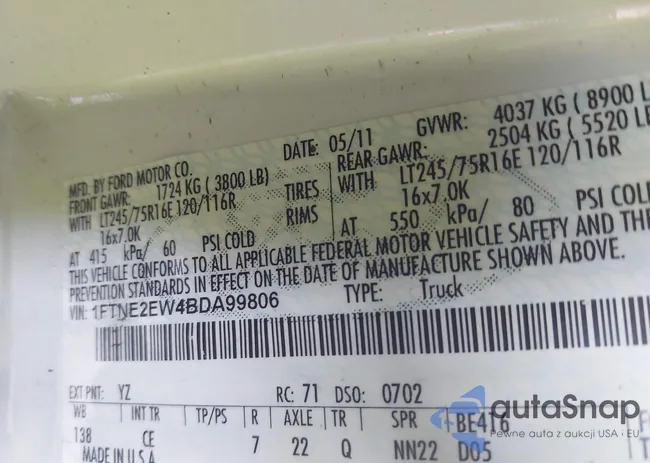 MFD. BY FORD MOTOR CO.
DATE: 05/11
GVWR: 4037 KG ( 8900 L
FRONT GAWR: 1724 KG ( 3800 LB)
REAR GAWR: 2504 KG ( 5520 LB
WITH LT245/75R16E 120/116R TIRES WITH LT245/75R16E 120/116R
16x7.0K RIMS 16x7.0K
AT 415 kPa/ 60 PSI COLD AT 550 kPa/ 80 PSI COL
THIS VEHICLE CONFORMS TO ALL APPLICABLE FEDERAL MOTOR VEHICLE SAFETY AND THE
PREVENTION STANDARDS IN EFFECT ON THE DATE OF MANUFACTURE SHOWN ABOVE.
VIN: 1FTNE2EW4BDA99806 TYPE: Truck
EXT PNT: YZ RC: 71 DSO: 0702
WB INT TR TP/PS R AXLE TR SPR BE416
138 CE 7 22 Q NN22 D05
MADE IN U.S.A
autaSnap
Pewne auta z aukcji USA · EU